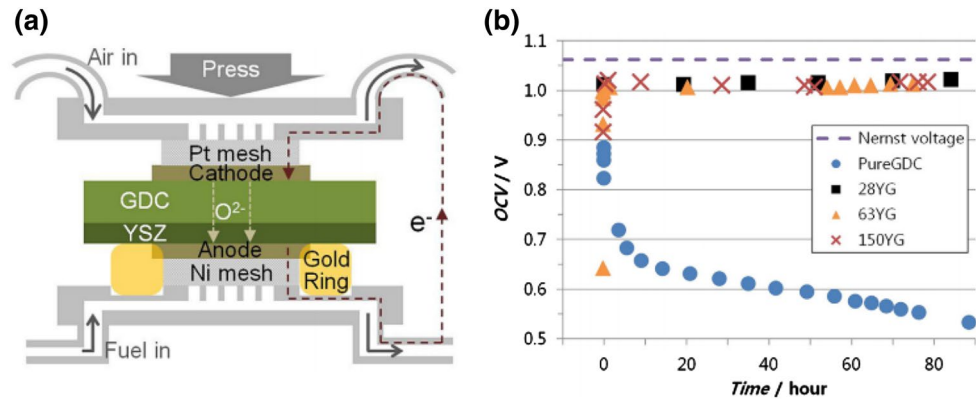 (a)
Air in
Press
Pt mesh
Cathode
GDC
O²⁻
YSZ
Anode
Ni mesh
Gold
Ring
e⁻
Fuel in
(b)
1.1
1.0
0.9
0.8
0.7
0.6
0.5
OCV / V
Nernst voltage
PureGDC
28YG
63YG
150YG
0
20
40
60
80
Time / hour